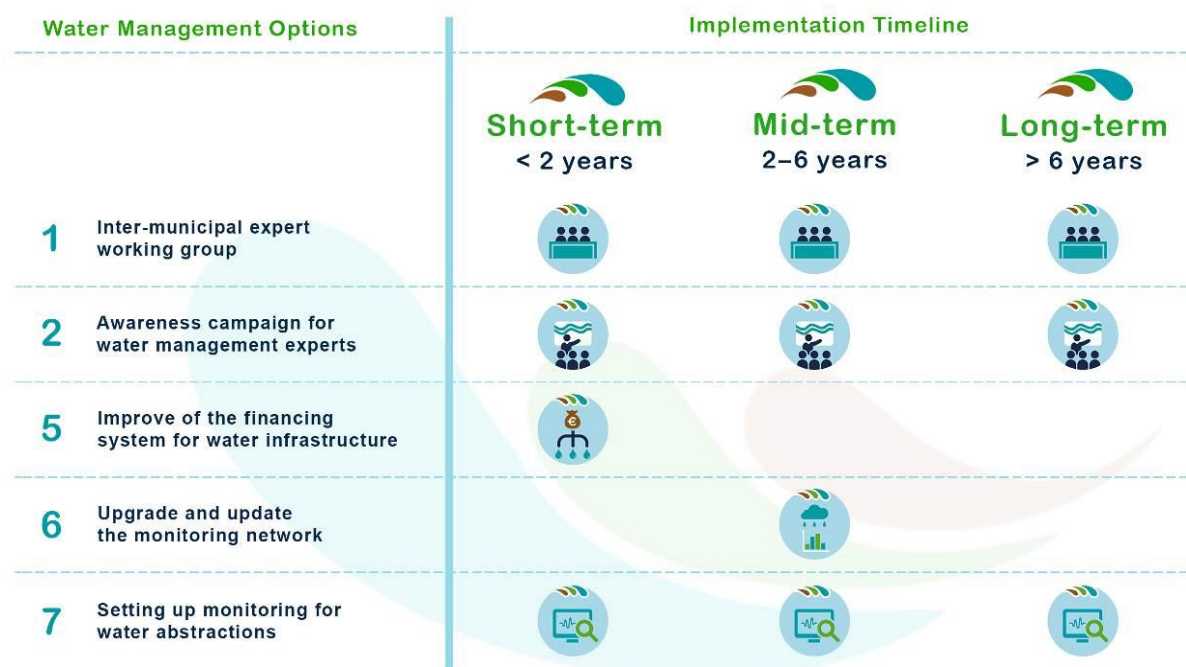 Water Management Options
Implementation Timeline
Short-term
< 2 years
Mid-term
2–6 years
Long-term
> 6 years
1
Inter-municipal expert
working group
2
Awareness campaign for
water management experts
5
Improve of the financing
system for water infrastructure
€
6
Upgrade and update
the monitoring network
7
Setting up monitoring for
water abstractions